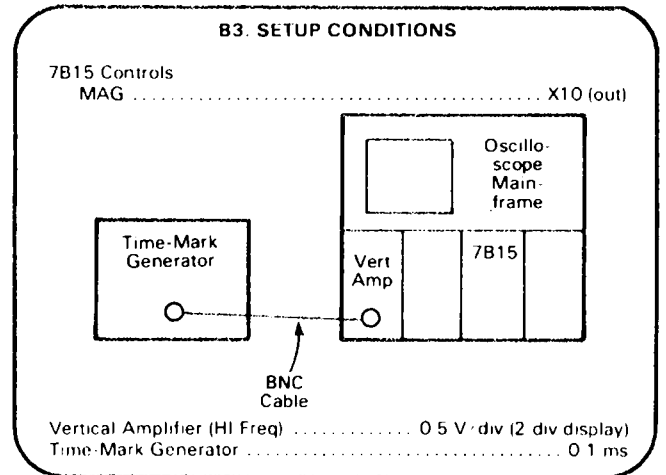 B3. SETUP CONDITIONS
7B15 Controls
MAG ............................................ X10 (out)
Oscillo-
scope
Main-
frame
Time-Mark
Generator
Vert
Amp
7B15
BNC
Cable
Vertical Amplifier (HI Freq) ............ 0 5 V/div (2 div display)
Time-Mark Generator .................................. 0 1 ms